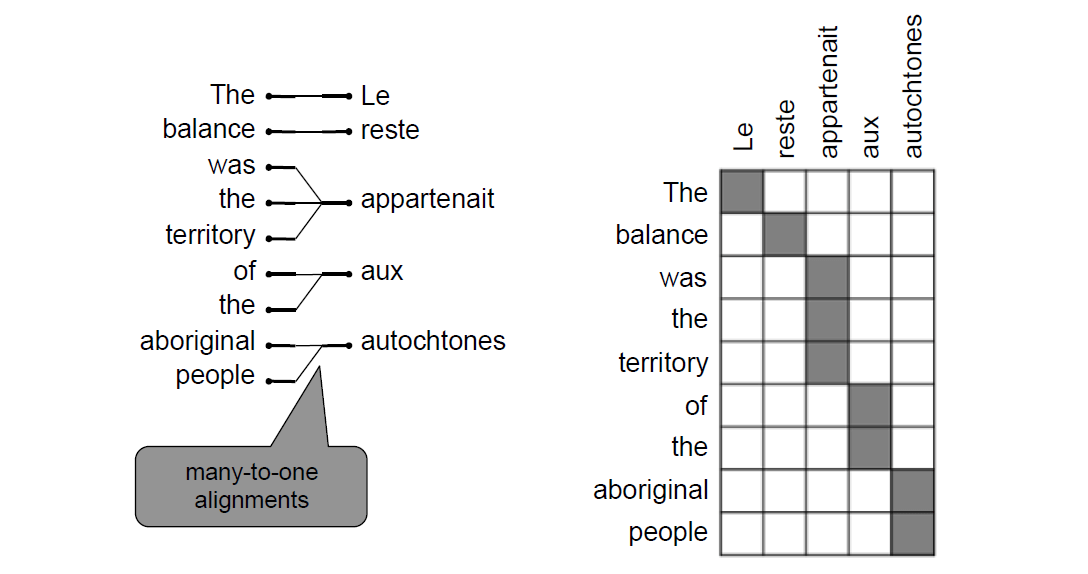 The Le
balance reste
was
the appartenait
territory
of aux
the
aboriginal autochtones
people
many-to-one
alignments
Le reste appartenait aux autochtones
The
balance
was
the
territory
of
the
aboriginal
people